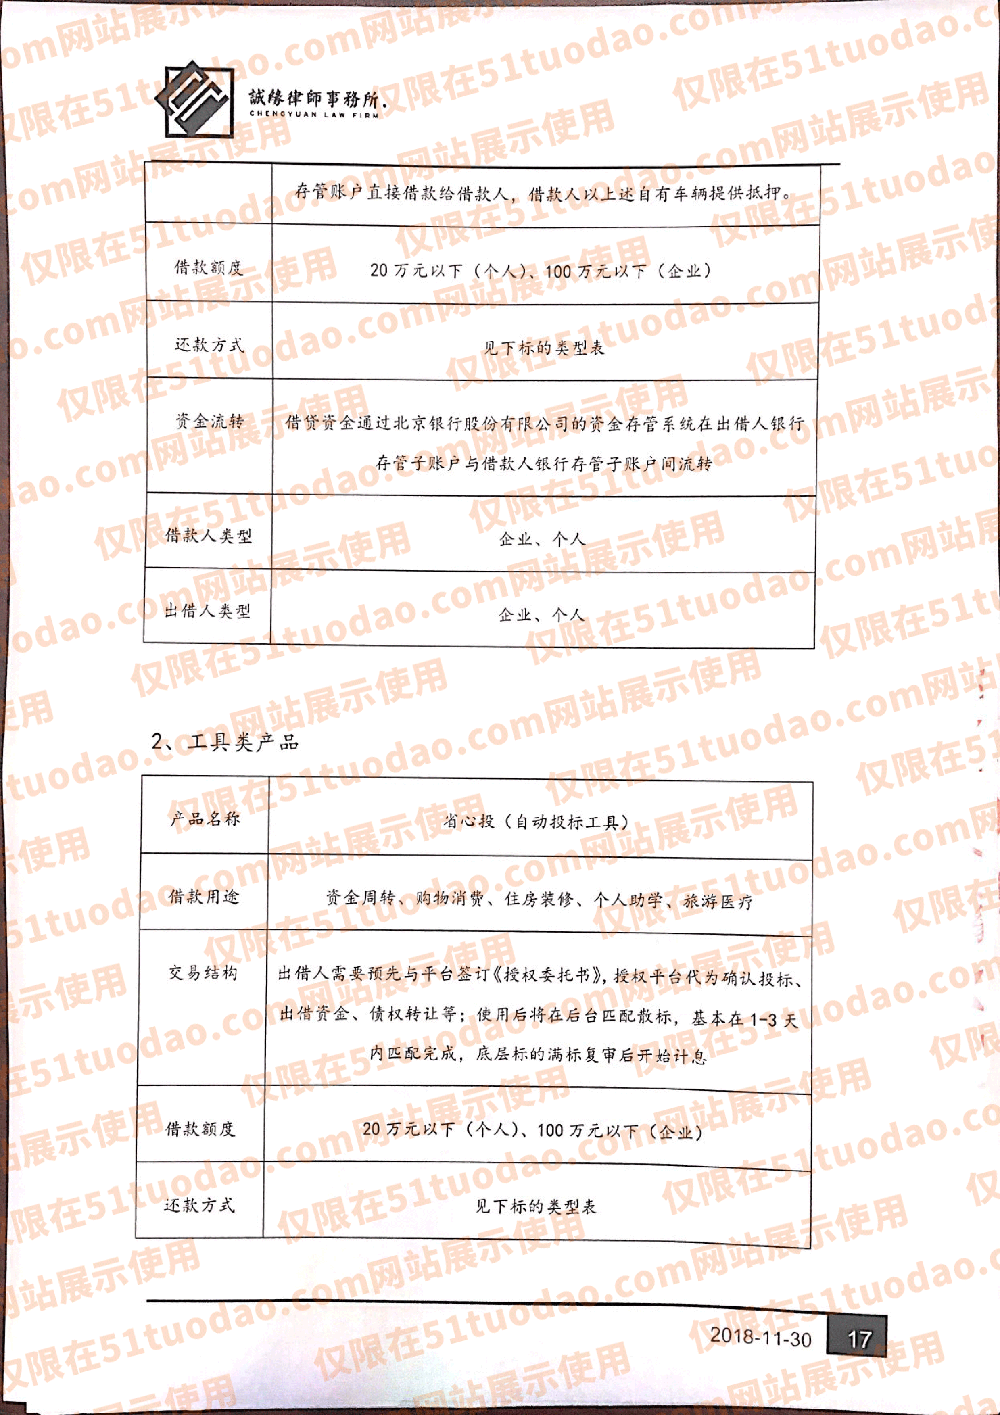 誠緣律師事務所.
CHENGYUAN LAW FIRM
存管账户直接借款给借款人，借款人以上述自有车辆提供抵押。
借款额度
20万元以下（个人）、100万元以下（企业）
还款方式
见下标的类型表
资金流转
借贷资金通过北京银行股份有限公司的资金存管系统在出借人银行
存管子账户与借款人银行存管子账户间流转
借款人类型
企业、个人
出借人类型
企业、个人
2、工具类产品
产品名称
省心投（自动投标工具）
借款用途
资金周转、购物消费、住房装修、个人助学、旅游医疗
交易结构
出借人需要预先与平台签订《授权委托书》，授权平台代为确认投标、
出借资金、债权转让等；使用后将在后台匹配散标，基本在1-3天
内匹配完成，底层标的满标复审后开始计息
借款额度
20万元以下（个人）、100万元以下（企业）
还款方式
见下标的类型表
2018-11-30
17
仅限在51tuodao.com网站展示使用